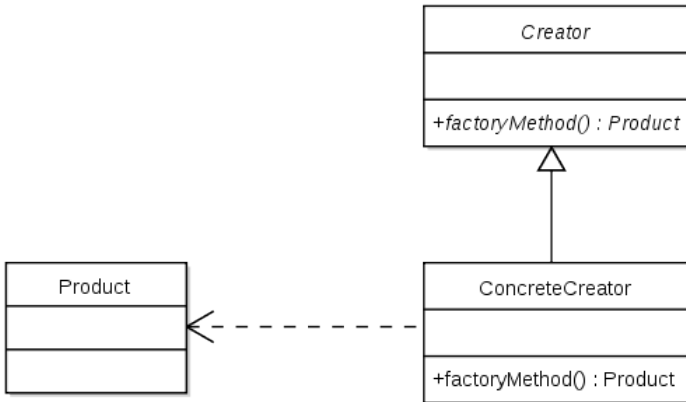 Creator
+factoryMethod() : Product
Product
ConcreteCreator
+factoryMethod() : Product